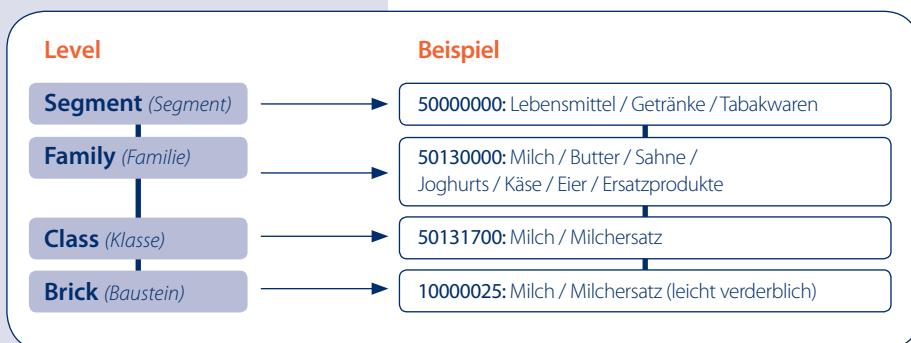 Level
Beispiel
Segment (Segment)
50000000: Lebensmittel / Getränke / Tabakwaren
Family (Familie)
50130000: Milch / Butter / Sahne /
Joghurts / Käse / Eier / Ersatzprodukte
Class (Klasse)
50131700: Milch / Milchersatz
Brick (Baustein)
10000025: Milch / Milchersatz (leicht verderblich)